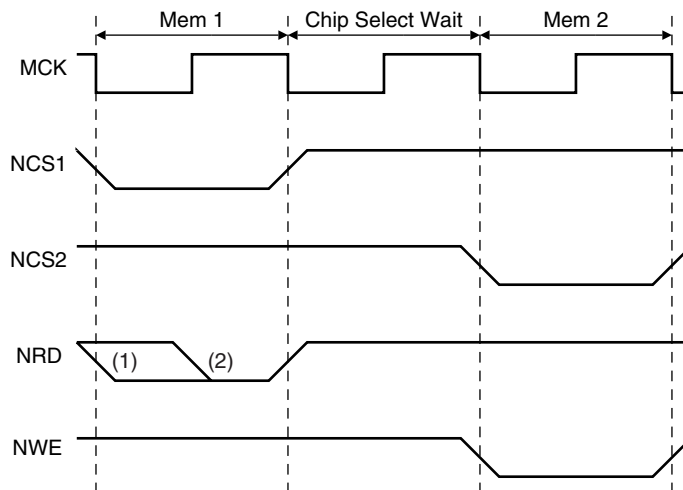 Mem 1 Chip Select Wait Mem 2
MCK
NCS1
NCS2
NRD (1) (2)
NWE